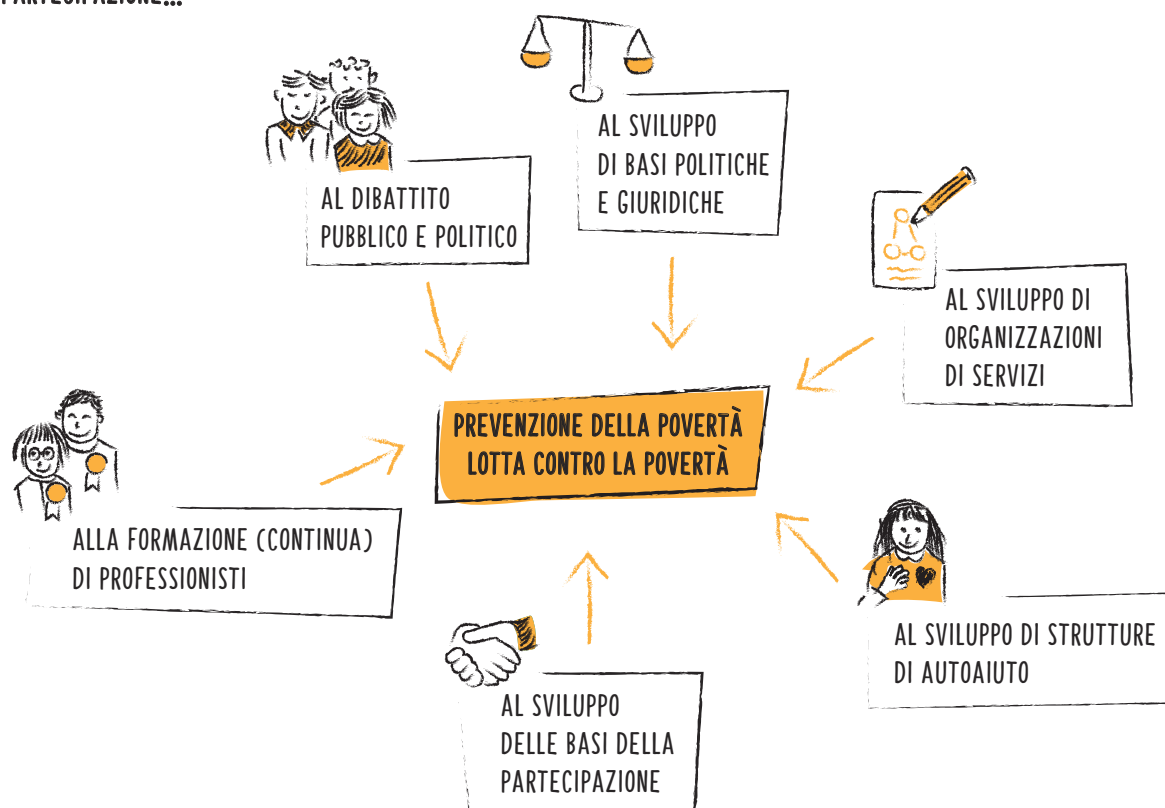 PARTECIPAZIONE...
AL DIBATTITO
PUBBLICO E POLITICO
AL SVILUPPO
DI BASI POLITICHE
E GIURIDICHE
AL SVILUPPO DI
ORGANIZZAZIONI
DI SERVIZI
PREVENZIONE DELLA POVERTÀ
LOTTA CONTRO LA POVERTÀ
ALLA FORMAZIONE (CONTINUA)
DI PROFESSIONISTI
AL SVILUPPO DI STRUTTURE
DI AUTOAIUTO
AL SVILUPPO
DELLE BASI DELLA
PARTECIPAZIONE